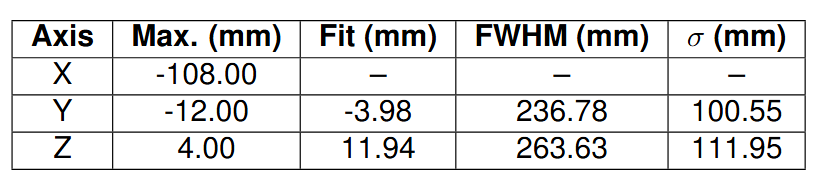 Axis Max. (mm) Fit (mm) FWHM (mm) σ (mm)
X -108.00 – – –
Y -12.00 -3.98 236.78 100.55
Z 4.00 11.94 263.63 111.95